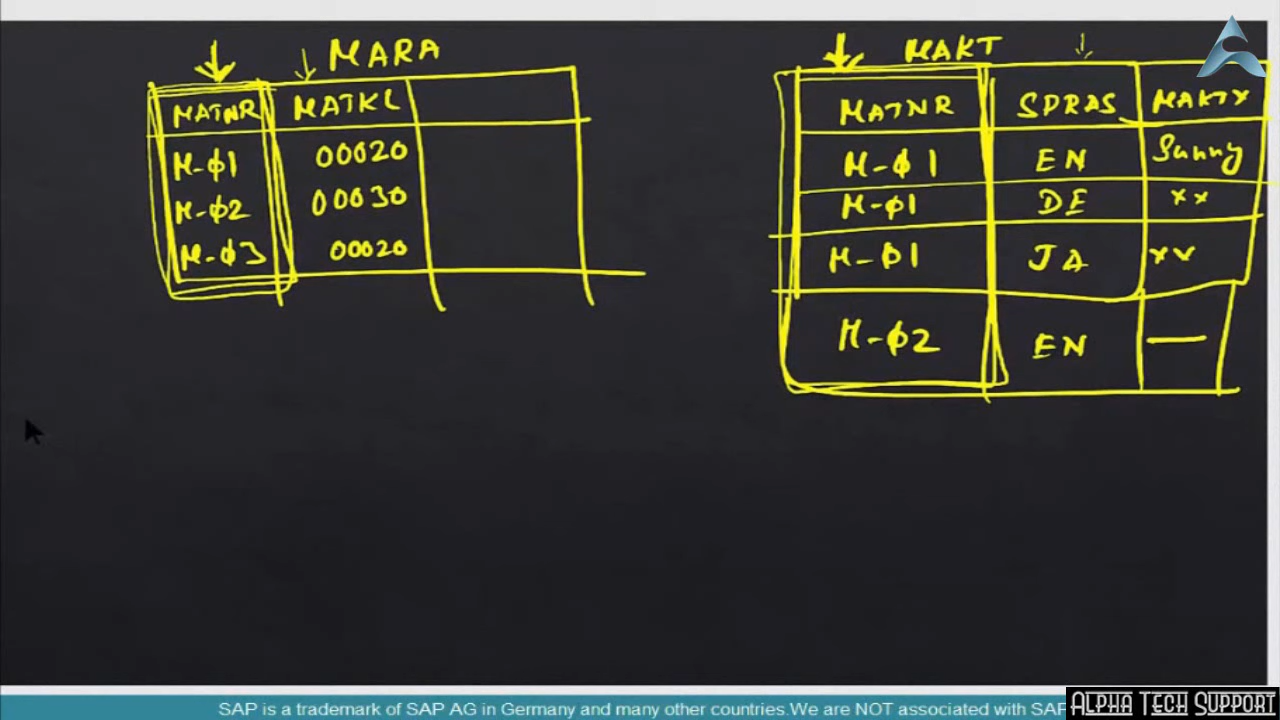 MARA
MATNR MATKL
M-01 00020
M-02 00030
M-03 00020
MAKT
MATNR SPRAS MAKTX
M-01 EN Sunny
M-01 DE xx
M-01 JA xx
M-02 EN —
SAP is a trademark of SAP AG in Germany and many other countries.We are NOT associated with SAP
ALPHA TECH SUPPORT